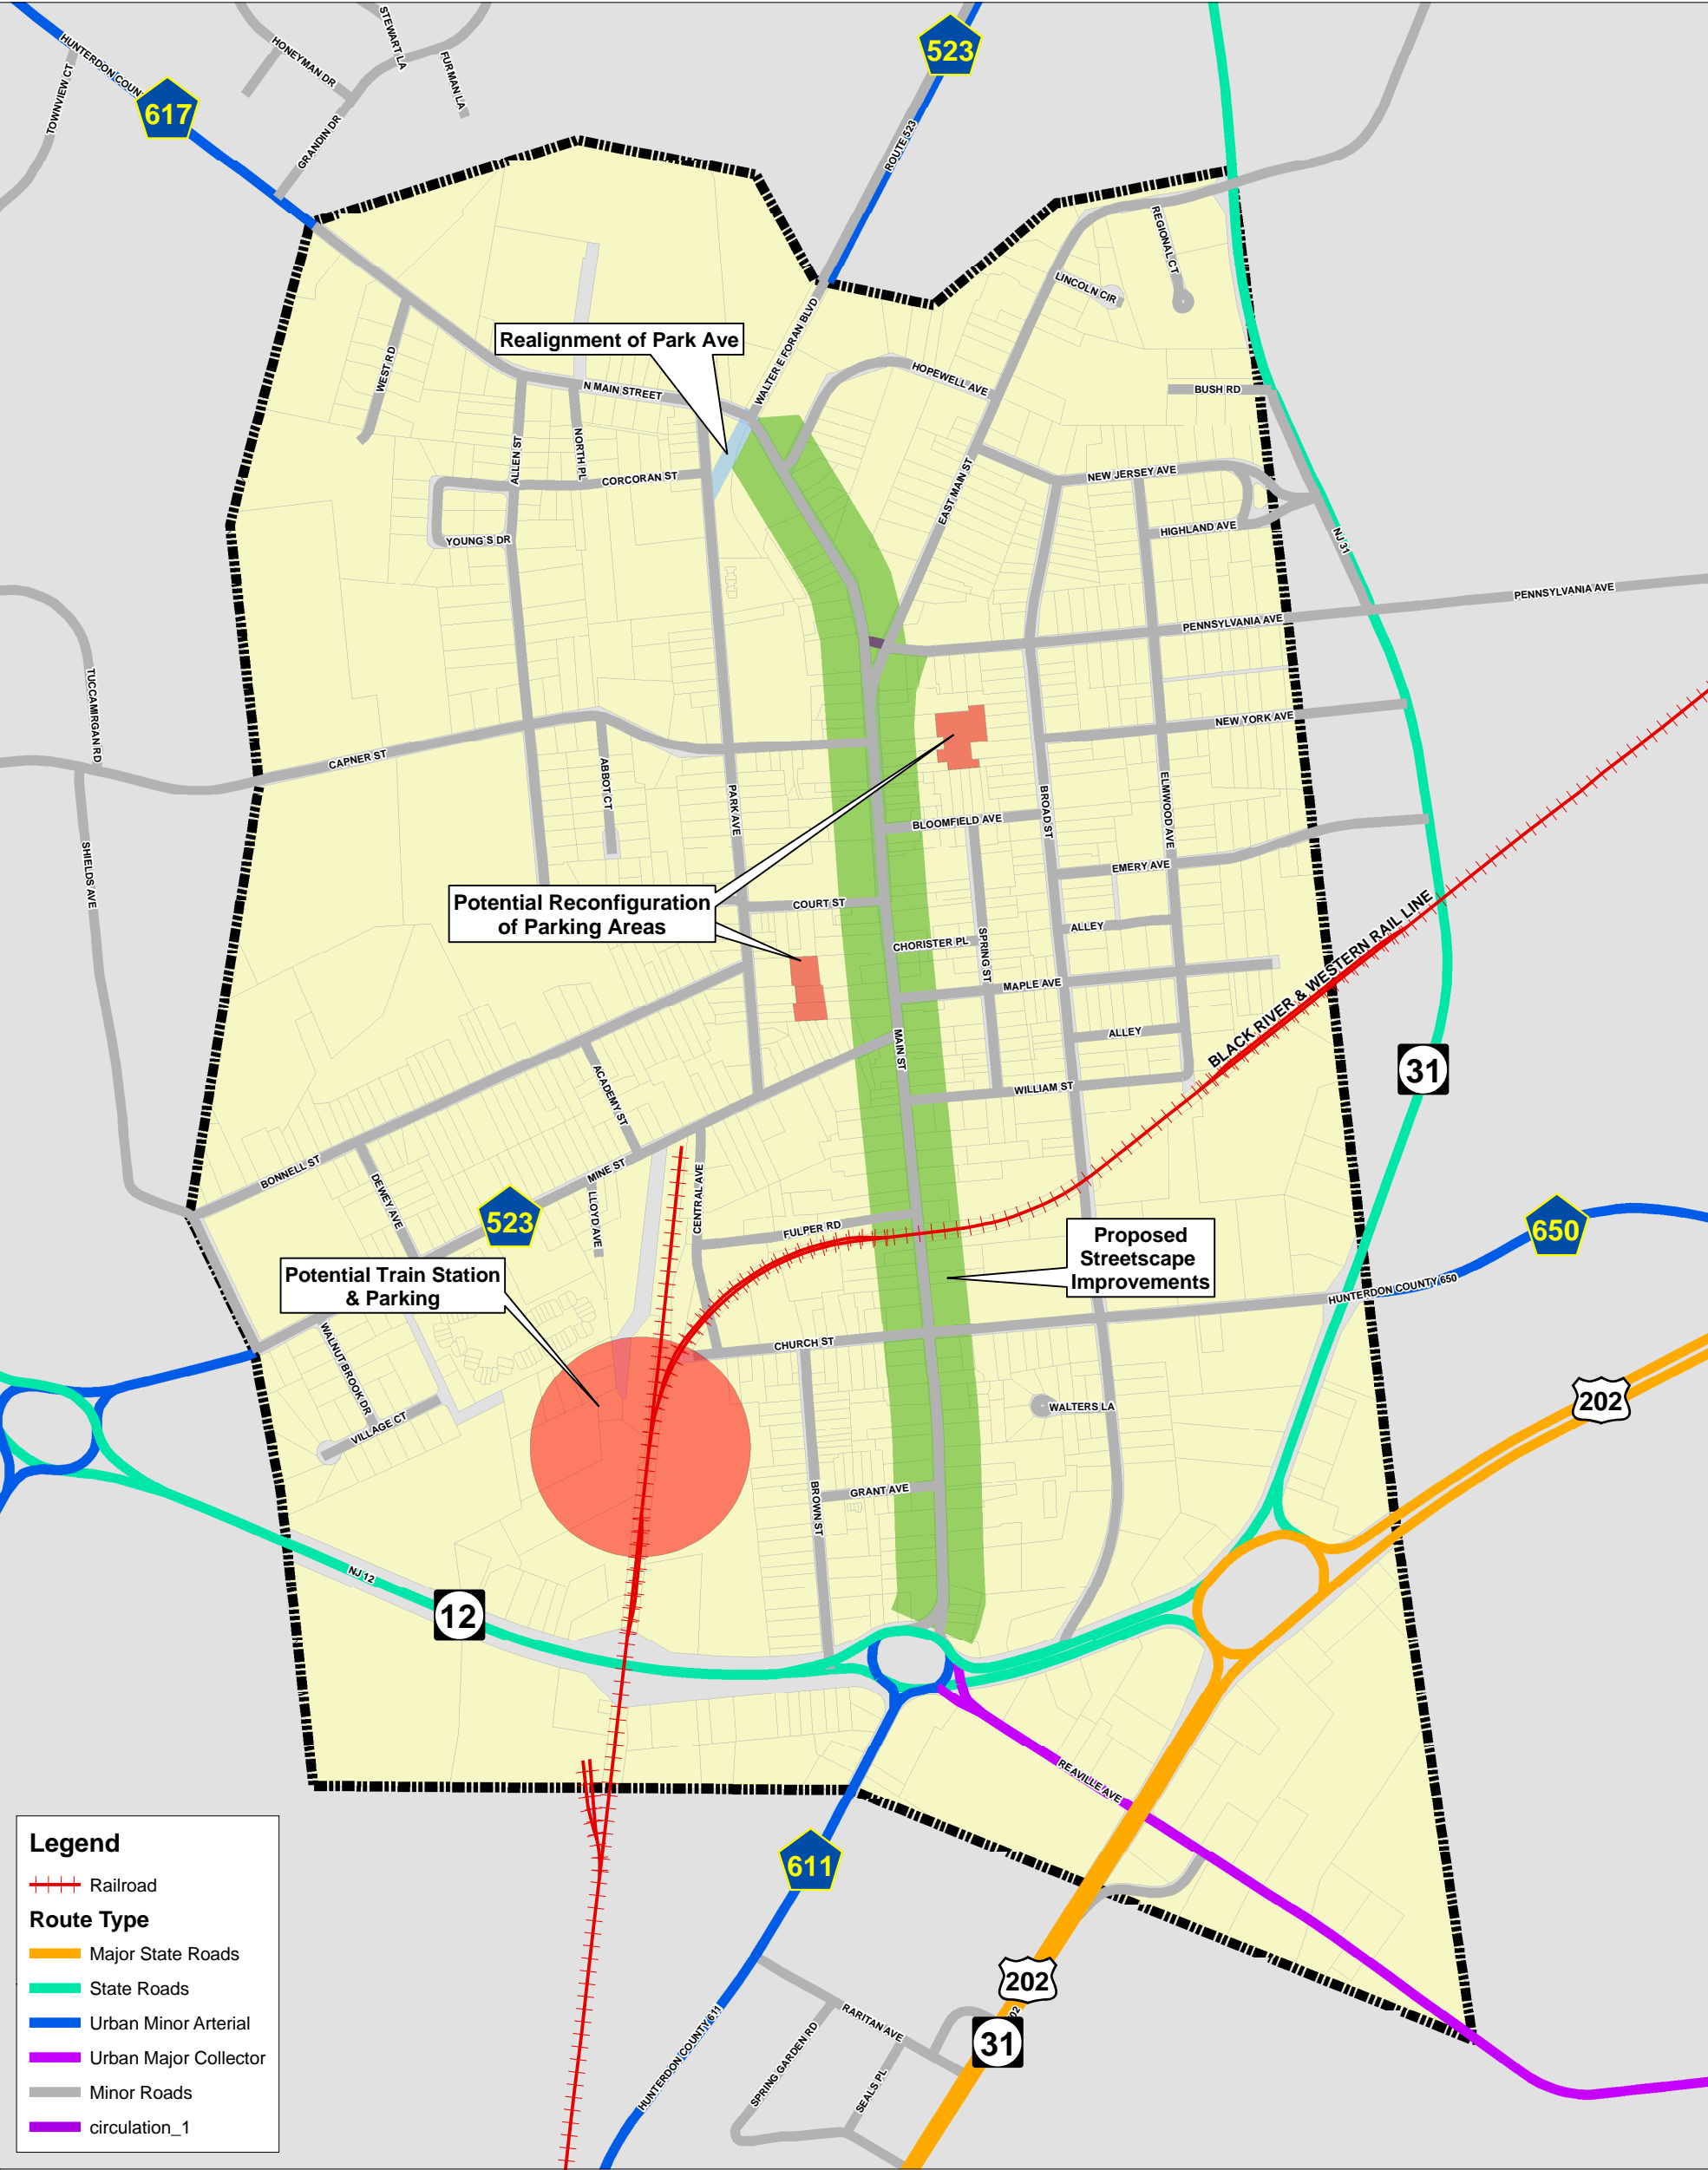 523
STEWART LA
HONEYMAN DR
HUNTERDON COUN
FURMAN LA
TOWNVIEW CT
617
GRANDIN DR
ROUTE 523
REGIONAL CT
LINCOLN CIR
WALTER E FORAN BLVD
Realignment of Park Ave
WEST RD
N MAIN STREET
HOPEWELL AVE
BUSH RD
ALLEN ST
NORTH PL
CORCORAN ST
NEW JERSEY AVE
EAST MAIN ST
HIGHLAND AVE
YOUNG`S DR
NJ 31
PENNSYLVANIA AVE
PENNSYLVANIA AVE
TUCCAMIRGAN RD
NEW YORK AVE
CAPNER ST
ABBOT CT
PARK AVE
BROAD ST
ELMWOOD AVE
BLOOMFIELD AVE
SHIELDS AVE
EMERY AVE
Potential Reconfiguration
of Parking Areas
COURT ST
ALLEY
CHORISTER PL
SPRING ST
BLACK RIVER & WESTERN RAIL LINE
MAPLE AVE
MAIN ST
ALLEY
31
ACADEMY ST
WILLIAM ST
BONNELL ST
MINE ST
DEWEY AVE
LLOYD AVE
CENTRAL AVE
523
FULPER RD
650
Proposed
Streetscape
Improvements
Potential Train Station
& Parking
HUNTERDON COUNTY 650
WALNUT BROOK DR
CHURCH ST
202
WALTERS LA
VILLAGE CT
GRANT AVE
BROWN ST
NJ 12
12
REAVILLE AVE
611
202
02
31
RARITAN AVE
HUNTERDON COUNTY 611
SPRING GARDEN RD
SEALS PL
Legend
Railroad
Route Type
Major State Roads
State Roads
Urban Minor Arterial
Urban Major Collector
Minor Roads
circulation_1